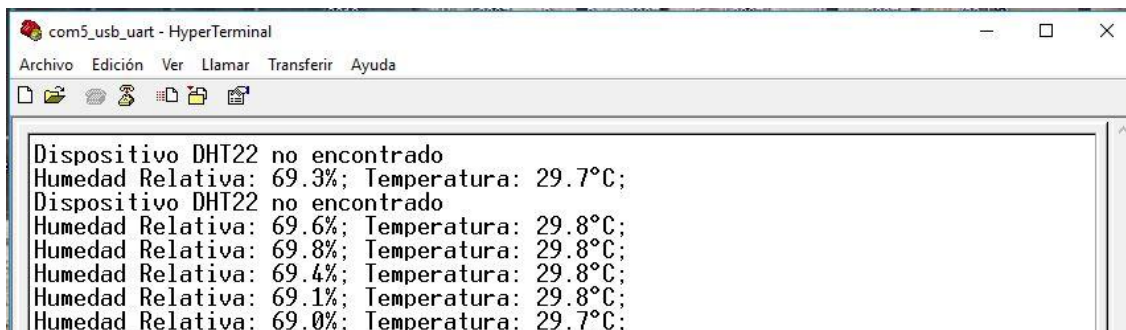 com5_usb_uart - HyperTerminal
Archivo Edición Ver Llamar Transferir Ayuda
Dispositivo DHT22 no encontrado
Humedad Relativa: 69.3%; Temperatura: 29.7°C;
Dispositivo DHT22 no encontrado
Humedad Relativa: 69.6%; Temperatura: 29.8°C;
Humedad Relativa: 69.8%; Temperatura: 29.8°C;
Humedad Relativa: 69.4%; Temperatura: 29.8°C;
Humedad Relativa: 69.1%; Temperatura: 29.8°C;
Humedad Relativa: 69.0%; Temperatura: 29.7°C;